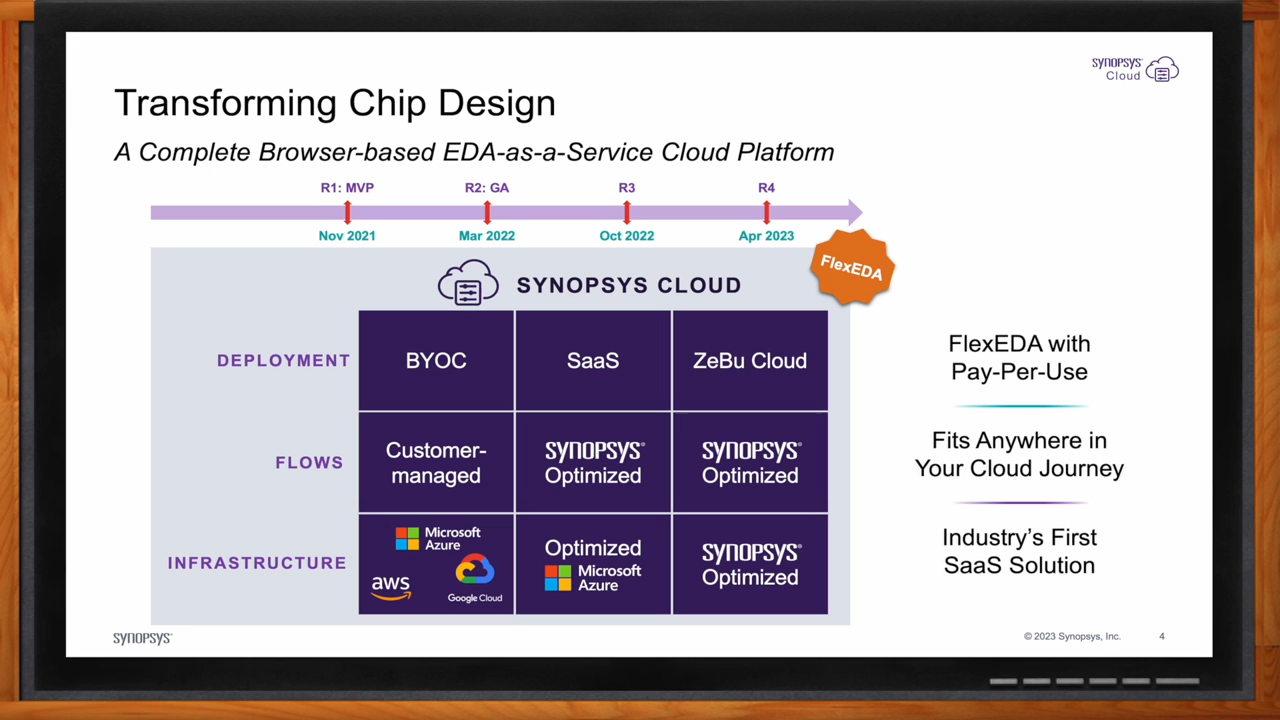 SYNOPSYS®
Cloud
Transforming Chip Design
A Complete Browser-based EDA-as-a-Service Cloud Platform
R1: MVP R2: GA R3 R4
Nov 2021 Mar 2022 Oct 2022 Apr 2023
FlexEDA
SYNOPSYS CLOUD
DEPLOYMENT BYOC SaaS ZeBu Cloud
FLOWS
Customer-
managed
SYNOPSYS®
Optimized
SYNOPSYS®
Optimized
INFRASTRUCTURE
Microsoft
Azure
aws
Google Cloud
Optimized
Microsoft
Azure
SYNOPSYS®
Optimized
FlexEDA with
Pay-Per-Use
Fits Anywhere in
Your Cloud Journey
Industry’s First
SaaS Solution
SYNOPSYS®
© 2023 Synopsys, Inc. 4